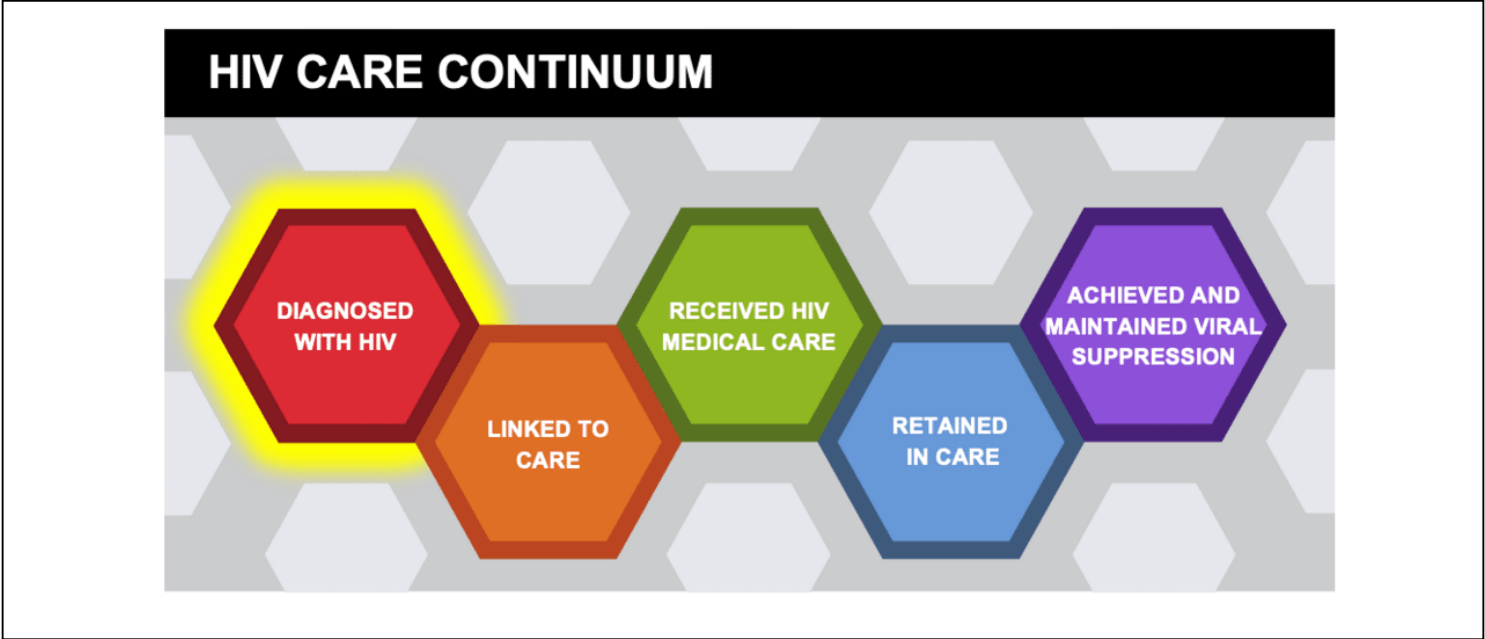 HIV CARE CONTINUUM
DIAGNOSED
WITH HIV
LINKED TO
CARE
RECEIVED HIV
MEDICAL CARE
RETAINED
IN CARE
ACHIEVED AND
MAINTAINED VIRAL
SUPPRESSION